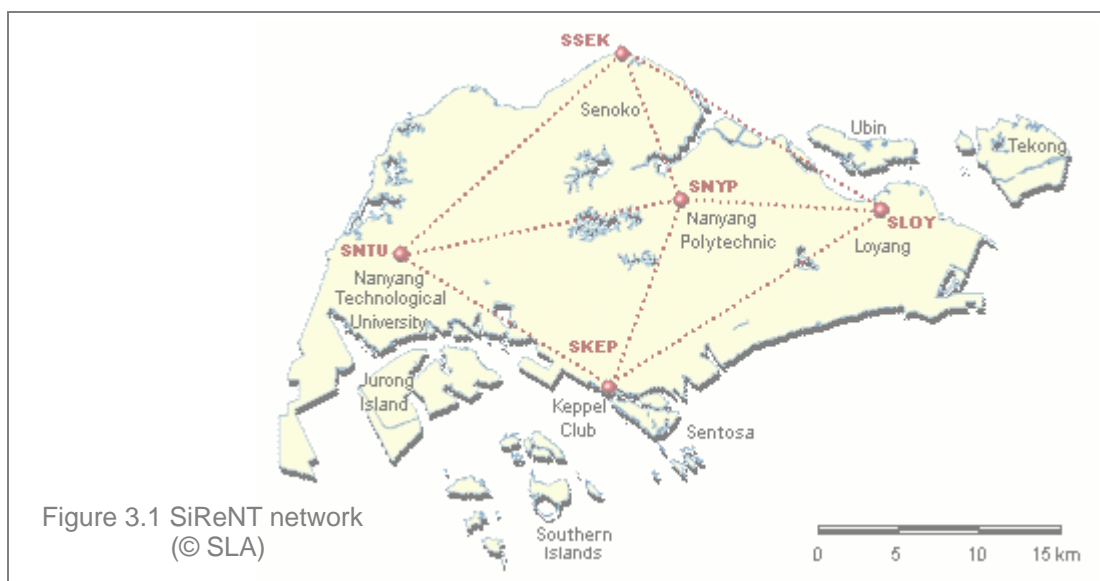 SSEK
Senoko
Ubin
Tekong
SNYP
Nanyang
Polytechnic
SLOY
Loyang
SNTU
Nanyang
Technological
University
SKEP
Jurong
Island
Keppel
Club
Sentosa
Southern
Islands
Figure 3.1 SiReNT network
(© SLA)
0 5 10 15 km